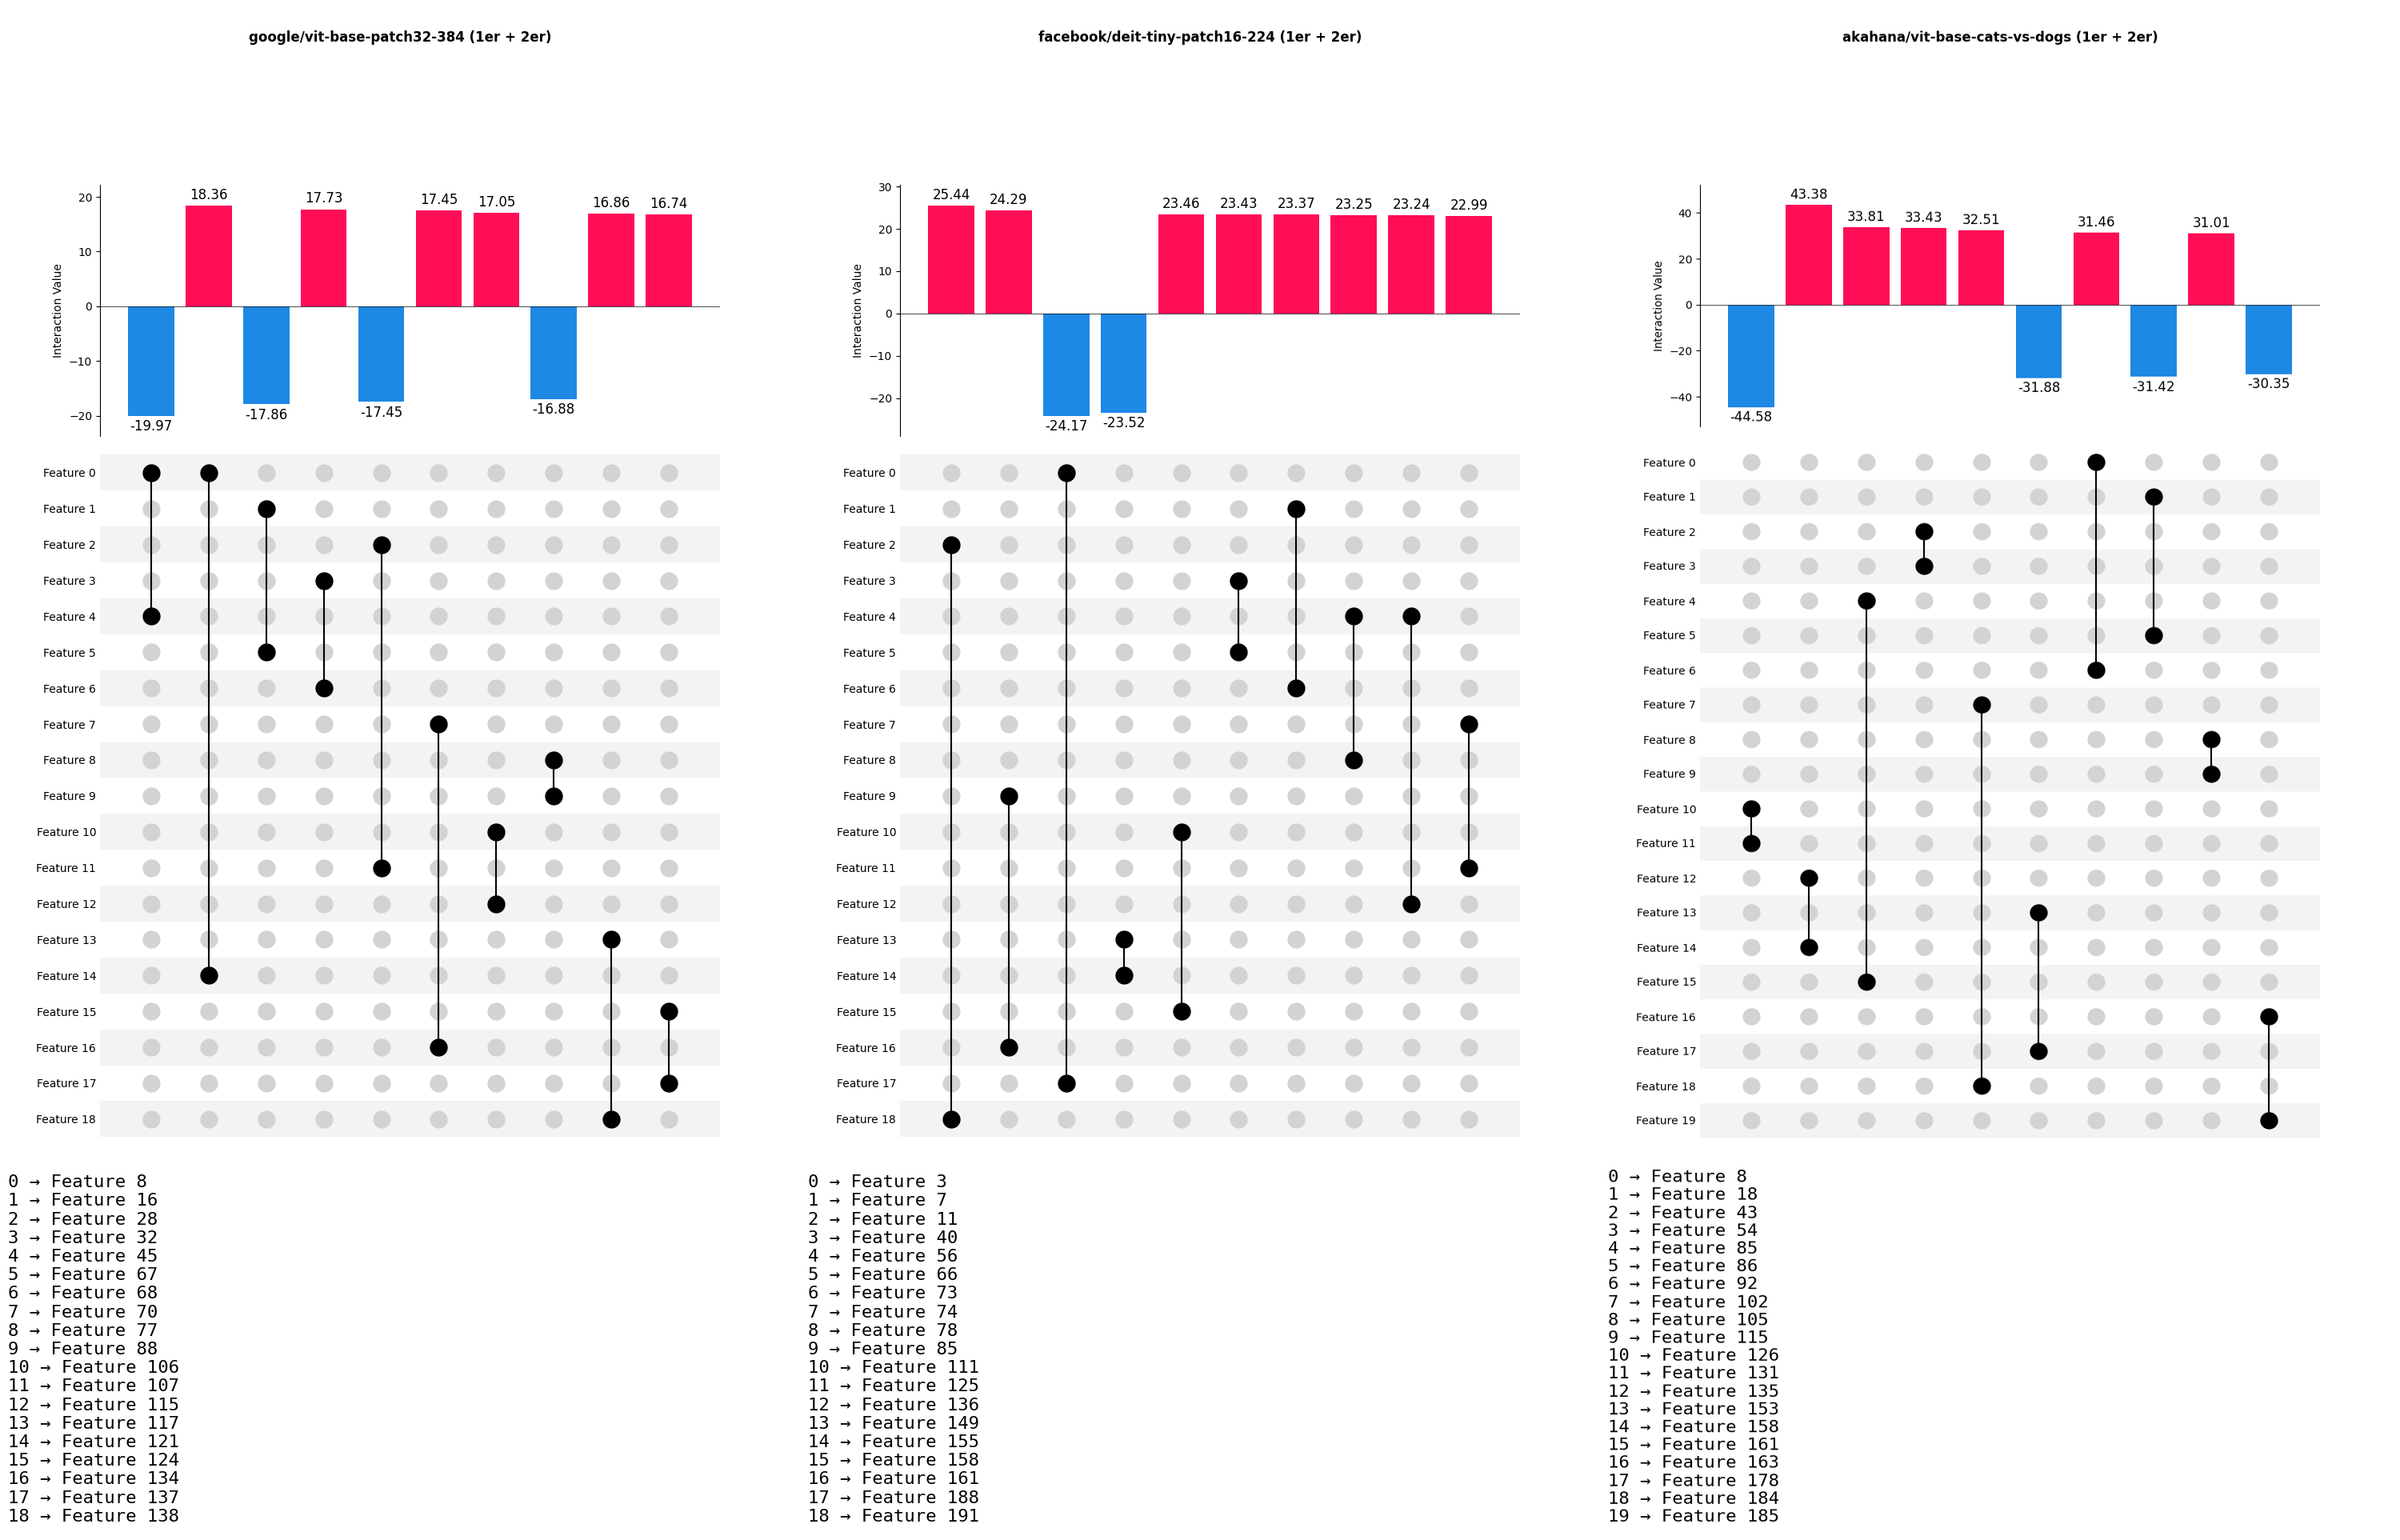 google/vit-base-patch32-384 (1er + 2er)
20
10
0
−10
−20
Interaction Value
-19.97
18.36
-17.86
17.73
-17.45
17.45
17.05
-16.88
16.86
16.74
Feature 0
Feature 1
Feature 2
Feature 3
Feature 4
Feature 5
Feature 6
Feature 7
Feature 8
Feature 9
Feature 10
Feature 11
Feature 12
Feature 13
Feature 14
Feature 15
Feature 16
Feature 17
Feature 18
0 → Feature 8
1 → Feature 16
2 → Feature 28
3 → Feature 32
4 → Feature 45
5 → Feature 67
6 → Feature 68
7 → Feature 70
8 → Feature 77
9 → Feature 88
10 → Feature 106
11 → Feature 107
12 → Feature 115
13 → Feature 117
14 → Feature 121
15 → Feature 124
16 → Feature 134
17 → Feature 137
18 → Feature 138
facebook/deit-tiny-patch16-224 (1er + 2er)
30
20
10
0
−10
−20
Interaction Value
25.44
24.29
-24.17
-23.52
23.46
23.43
23.37
23.25
23.24
22.99
Feature 0
Feature 1
Feature 2
Feature 3
Feature 4
Feature 5
Feature 6
Feature 7
Feature 8
Feature 9
Feature 10
Feature 11
Feature 12
Feature 13
Feature 14
Feature 15
Feature 16
Feature 17
Feature 18
0 → Feature 3
1 → Feature 7
2 → Feature 11
3 → Feature 40
4 → Feature 56
5 → Feature 66
6 → Feature 73
7 → Feature 74
8 → Feature 78
9 → Feature 85
10 → Feature 111
11 → Feature 125
12 → Feature 136
13 → Feature 149
14 → Feature 155
15 → Feature 158
16 → Feature 161
17 → Feature 188
18 → Feature 191
akahana/vit-base-cats-vs-dogs (1er + 2er)
40
20
0
−20
−40
Interaction Value
-44.58
43.38
33.81
33.43
32.51
-31.88
31.46
-31.42
31.01
-30.35
Feature 0
Feature 1
Feature 2
Feature 3
Feature 4
Feature 5
Feature 6
Feature 7
Feature 8
Feature 9
Feature 10
Feature 11
Feature 12
Feature 13
Feature 14
Feature 15
Feature 16
Feature 17
Feature 18
Feature 19
0 → Feature 8
1 → Feature 18
2 → Feature 43
3 → Feature 54
4 → Feature 85
5 → Feature 86
6 → Feature 92
7 → Feature 102
8 → Feature 105
9 → Feature 115
10 → Feature 126
11 → Feature 131
12 → Feature 135
13 → Feature 153
14 → Feature 158
15 → Feature 161
16 → Feature 163
17 → Feature 178
18 → Feature 184
19 → Feature 185